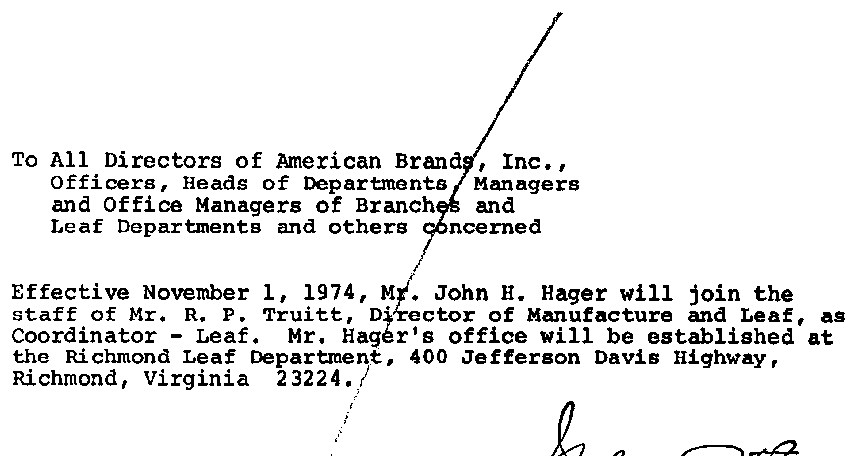 To All Directors of American Brands, Inc.,
Officers, Heads of Departments, Managers
and Office Managers of Branches and
Leaf Departments and others concerned
Effective November 1, 1974, Mr. John H. Hager will join the
staff of Mr. R. P. Truitt, Director of Manufacture and Leaf, as
Coordinator - Leaf.  Mr. Hager's office will be established at
the Richmond Leaf Department, 400 Jefferson Davis Highway,
Richmond, Virginia  23224.